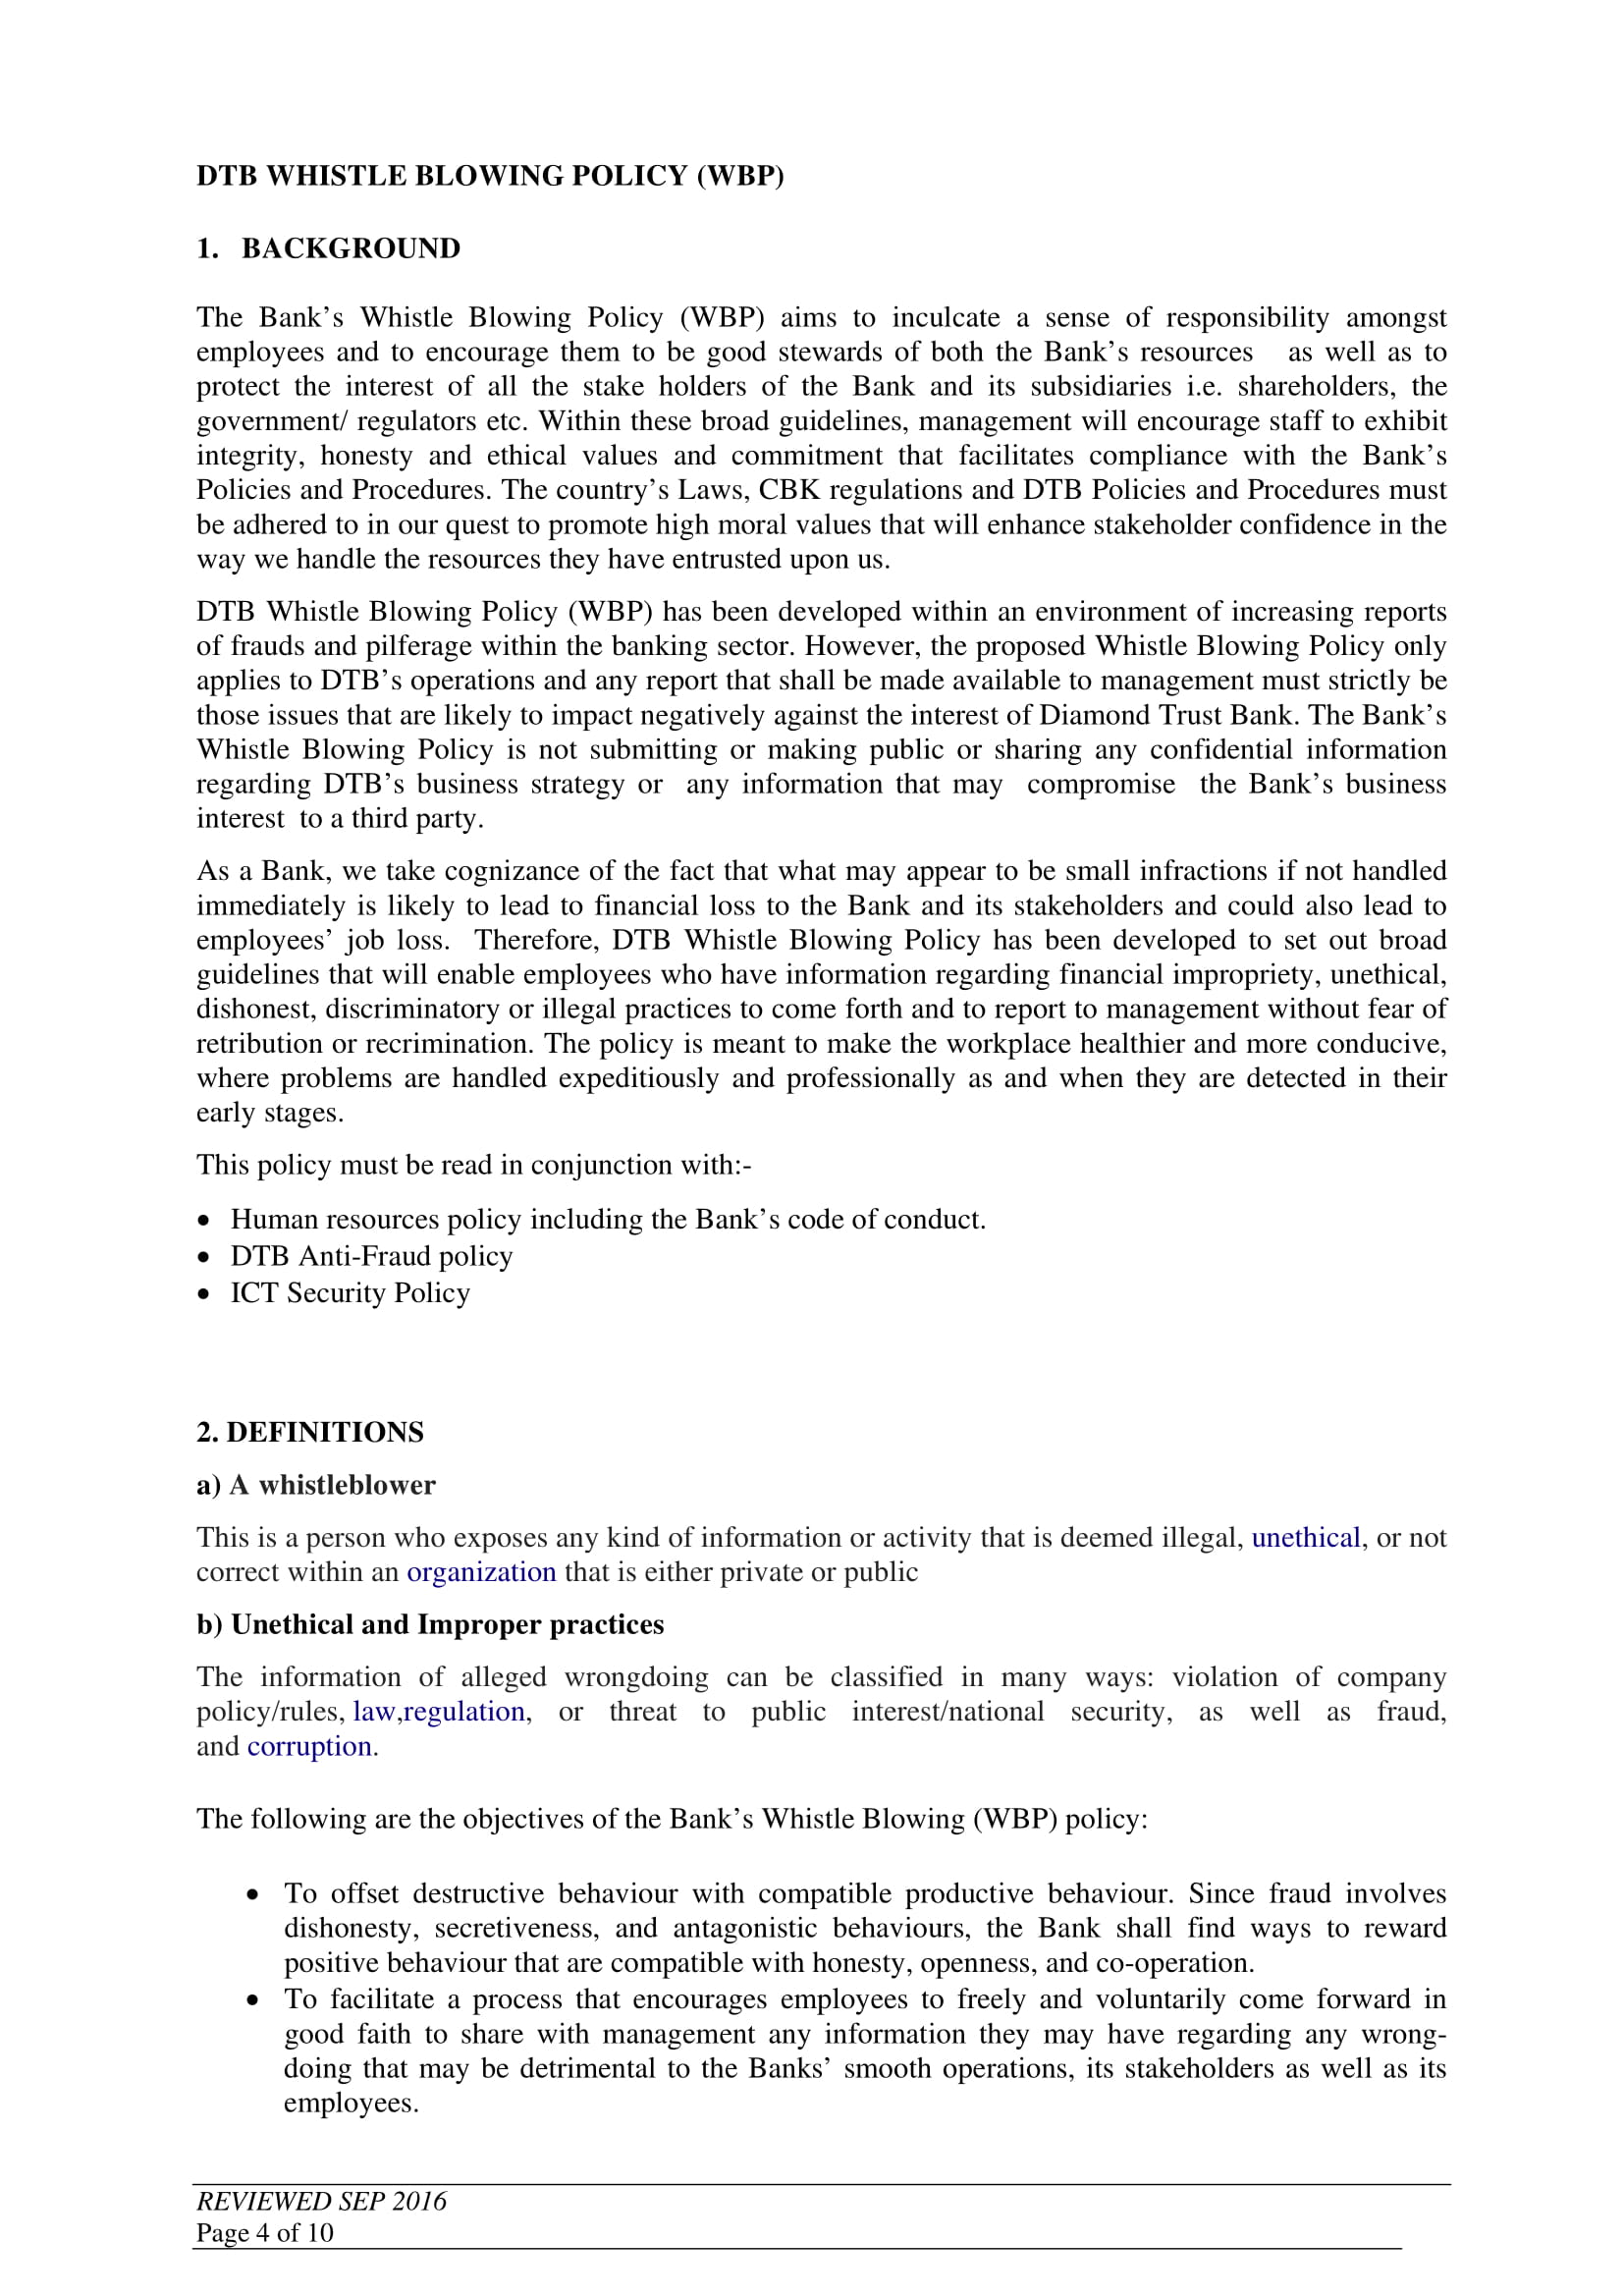 DTB WHISTLE BLOWING POLICY (WBP)
1. BACKGROUND
The Bank’s Whistle Blowing Policy (WBP) aims to inculcate a sense of responsibility amongst
employees and to encourage them to be good stewards of both the Bank’s resources as well as to
protect the interest of all the stake holders of the Bank and its subsidiaries i.e. shareholders, the
government/ regulators etc. Within these broad guidelines, management will encourage staff to exhibit
integrity, honesty and ethical values and commitment that facilitates compliance with the Bank’s
Policies and Procedures. The country’s Laws, CBK regulations and DTB Policies and Procedures must
be adhered to in our quest to promote high moral values that will enhance stakeholder confidence in the
way we handle the resources they have entrusted upon us.
DTB Whistle Blowing Policy (WBP) has been developed within an environment of increasing reports
of frauds and pilferage within the banking sector. However, the proposed Whistle Blowing Policy only
applies to DTB’s operations and any report that shall be made available to management must strictly be
those issues that are likely to impact negatively against the interest of Diamond Trust Bank. The Bank’s
Whistle Blowing Policy is not submitting or making public or sharing any confidential information
regarding DTB’s business strategy or any information that may compromise the Bank’s business
interest to a third party.
As a Bank, we take cognizance of the fact that what may appear to be small infractions if not handled
immediately is likely to lead to financial loss to the Bank and its stakeholders and could also lead to
employees’ job loss. Therefore, DTB Whistle Blowing Policy has been developed to set out broad
guidelines that will enable employees who have information regarding financial impropriety, unethical,
dishonest, discriminatory or illegal practices to come forth and to report to management without fear of
retribution or recrimination. The policy is meant to make the workplace healthier and more conducive,
where problems are handled expeditiously and professionally as and when they are detected in their
early stages.
This policy must be read in conjunction with:-
• Human resources policy including the Bank’s code of conduct.
• DTB Anti-Fraud policy
• ICT Security Policy
2. DEFINITIONS
a) A whistleblower
This is a person who exposes any kind of information or activity that is deemed illegal, unethical, or not
correct within an organization that is either private or public
b) Unethical and Improper practices
The information of alleged wrongdoing can be classified in many ways: violation of company
policy/rules, law,regulation, or threat to public interest/national security, as well as fraud,
and corruption.
The following are the objectives of the Bank’s Whistle Blowing (WBP) policy:
• To offset destructive behaviour with compatible productive behaviour. Since fraud involves
dishonesty, secretiveness, and antagonistic behaviours, the Bank shall find ways to reward
positive behaviour that are compatible with honesty, openness, and co-operation.
• To facilitate a process that encourages employees to freely and voluntarily come forward in
good faith to share with management any information they may have regarding any wrong-
doing that may be detrimental to the Banks’ smooth operations, its stakeholders as well as its
employees.
REVIEWED SEP 2016
Page 4 of 10